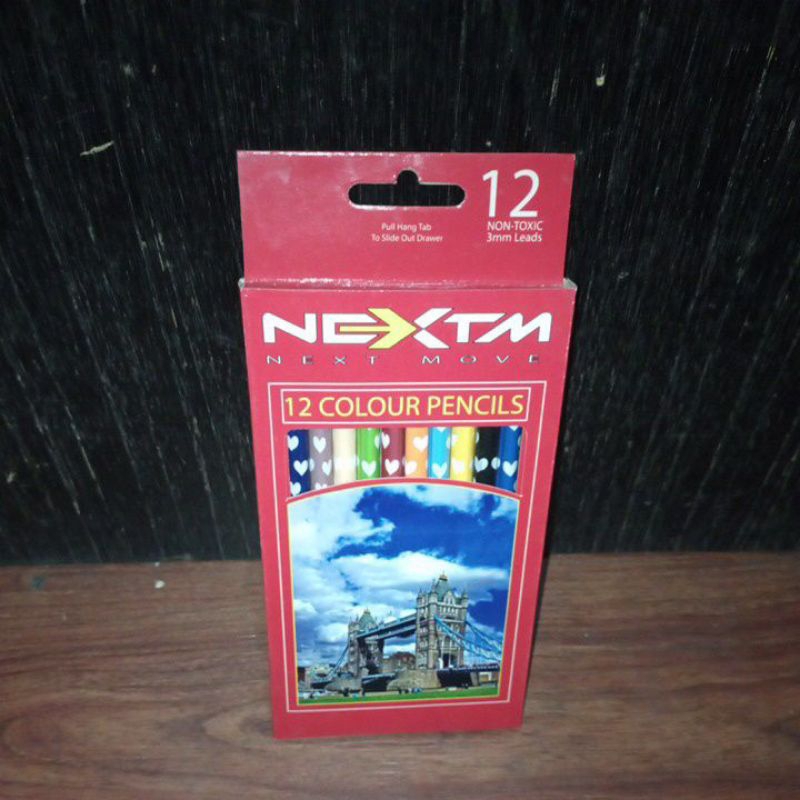 12
NON-TOXIC
3mm Leads
Pull Hang Tab
To Slide Out Drawer
NEXTM
NEXT MOVE
12 COLOUR PENCILS